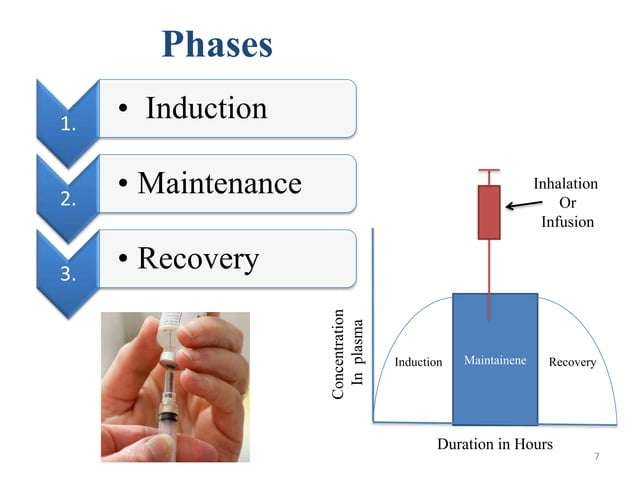 Phases
1.
• Induction
2.
• Maintenance
3.
• Recovery
Inhalation
Or
Infusion
Concentration
In plasma
Induction
Maintainene
Recovery
Duration in Hours
7